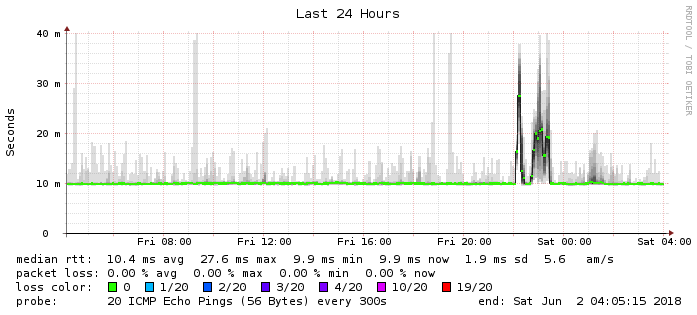 Last 24 Hours
RRDTOOL / TOBI OETIKER
Seconds
40 m
30 m
20 m
10 m
0
Fri 08:00 Fri 12:00 Fri 16:00 Fri 20:00 Sat 00:00 Sat 04:00
median rtt: 10.4 ms avg 27.6 ms max 9.9 ms min 9.9 ms now 1.9 ms sd 5.6 am/s
packet loss: 0.00 % avg 0.00 % max 0.00 % min 0.00 % now
loss color: 0 1/20 2/20 3/20 4/20 10/20 19/20
probe: 20 ICMP Echo Pings (56 Bytes) every 300s end: Sat Jun 2 04:05:15 2018